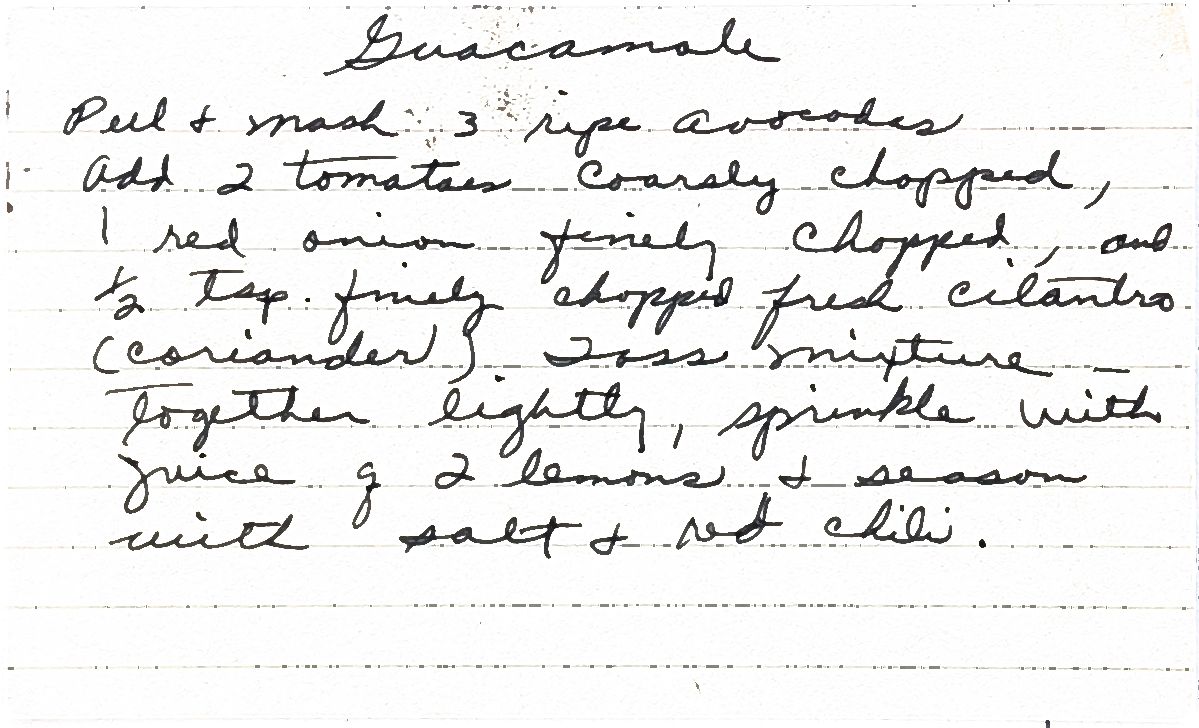 Guacamole
Peel & mash 3 ripe avocados
Add 2 tomatoes coarsly chopped,
1 red onion finely chopped, and
1/2 tsp. finely chopped fresh cilantro
(coriander). Toss mixture
together lightly, sprinkle with
juice of 2 lemons & season
with salt & red chili.